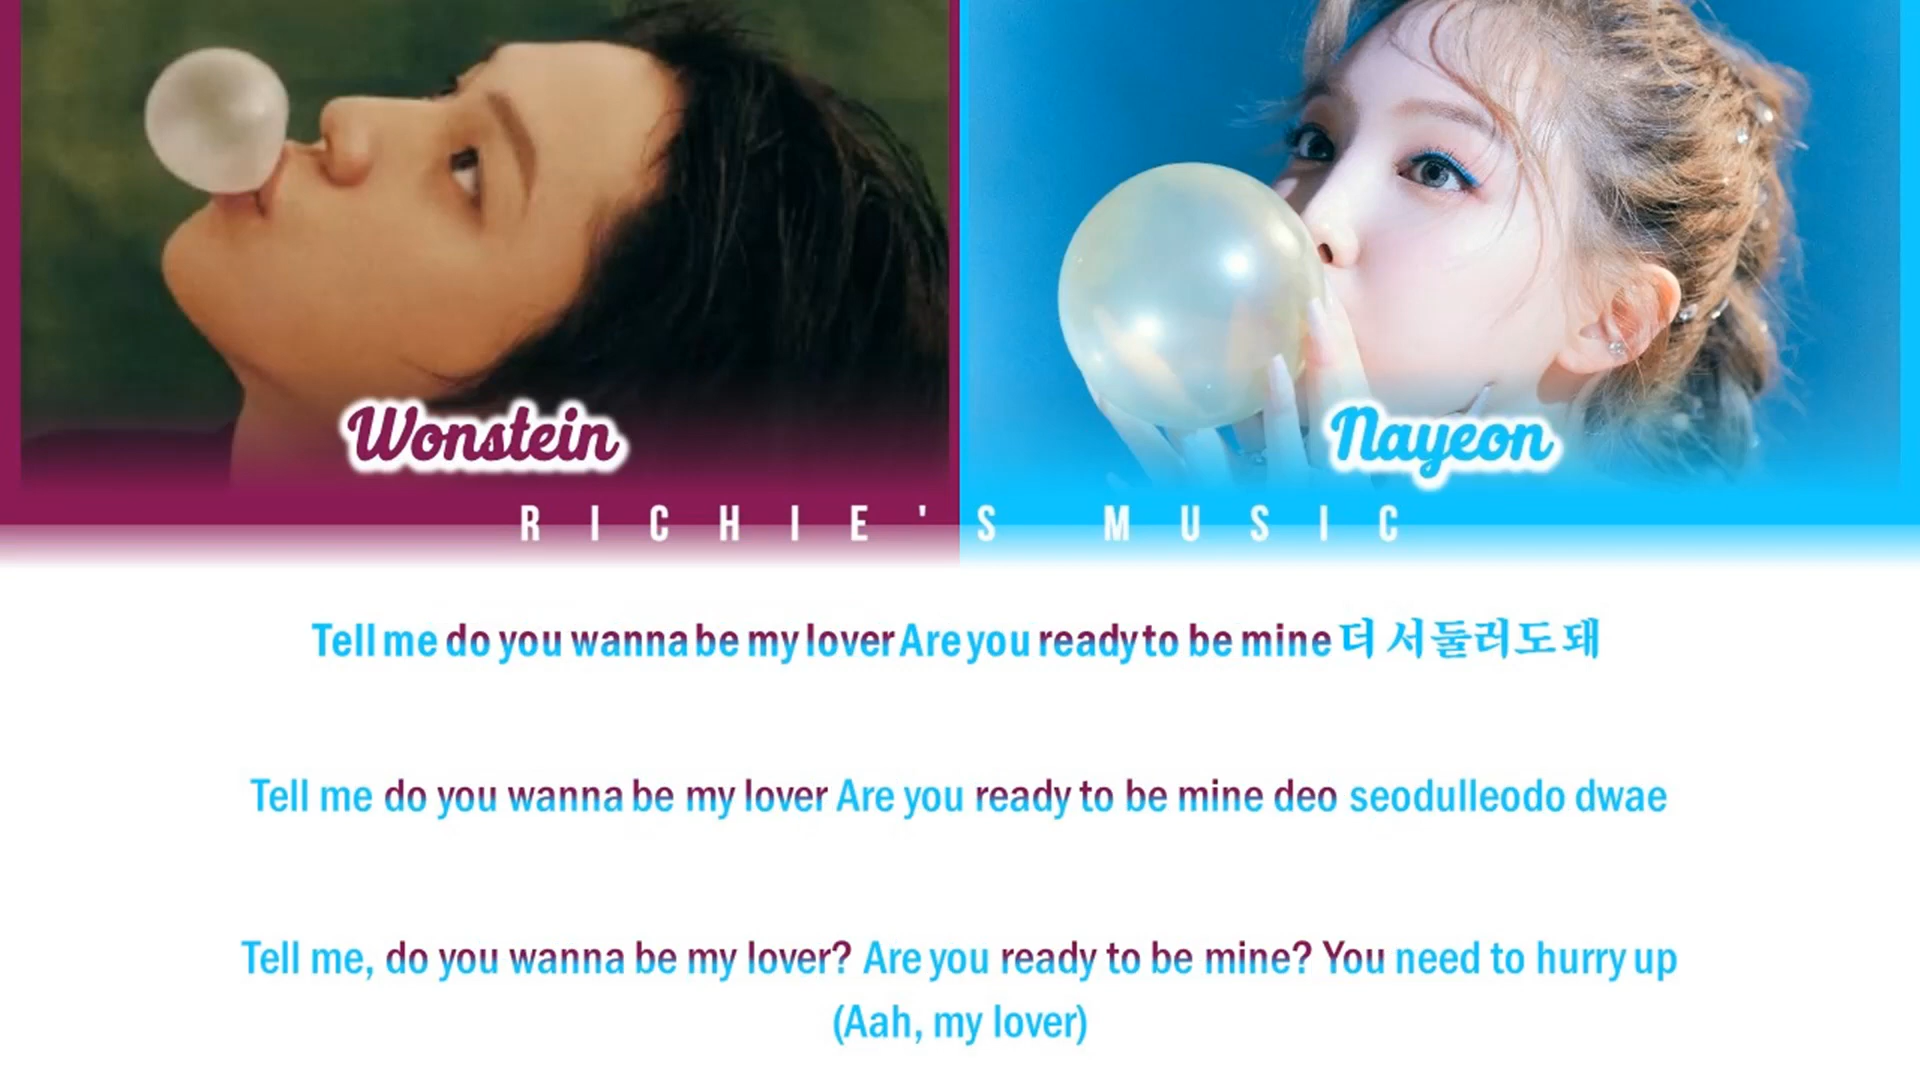 Wonstein
Nayeon
RICHIE'S MUSIC
Tell me do you wanna be my lover Are you ready to be mine 더 서둘러도 돼
Tell me do you wanna be my lover Are you ready to be mine deo seodulleodo dwae
Tell me, do you wanna be my lover? Are you ready to be mine? You need to hurry up
(Aah, my lover)